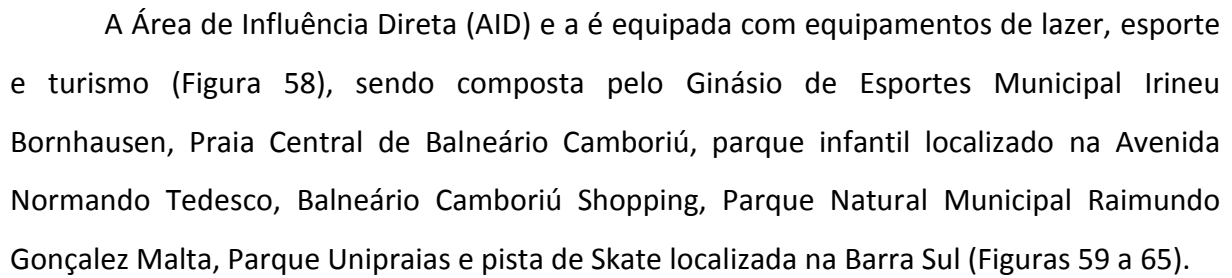 A Área de Influência Direta (AID) e a é equipada com equipamentos de lazer, esporte
e turismo (Figura 58), sendo composta pelo Ginásio de Esportes Municipal Irineu
Bornhausen, Praia Central de Balneário Camboriú, parque infantil localizado na Avenida
Normando Tedesco, Balneário Camboriú Shopping, Parque Natural Municipal Raimundo
Gonçalez Malta, Parque Unipraias e pista de Skate localizada na Barra Sul (Figuras 59 a 65).